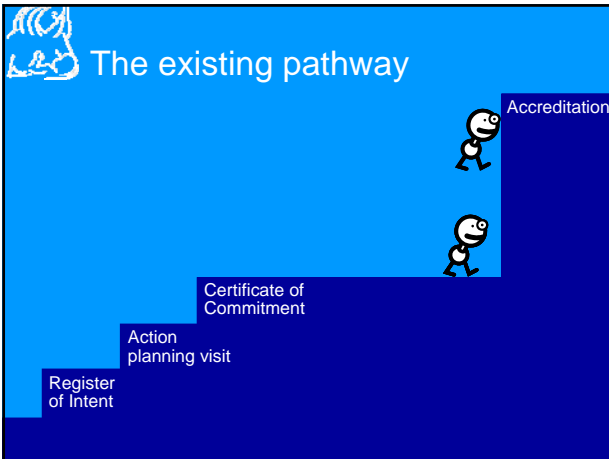 The existing pathway
Accreditation
Certificate of
Commitment
Action
planning visit
Register
of Intent